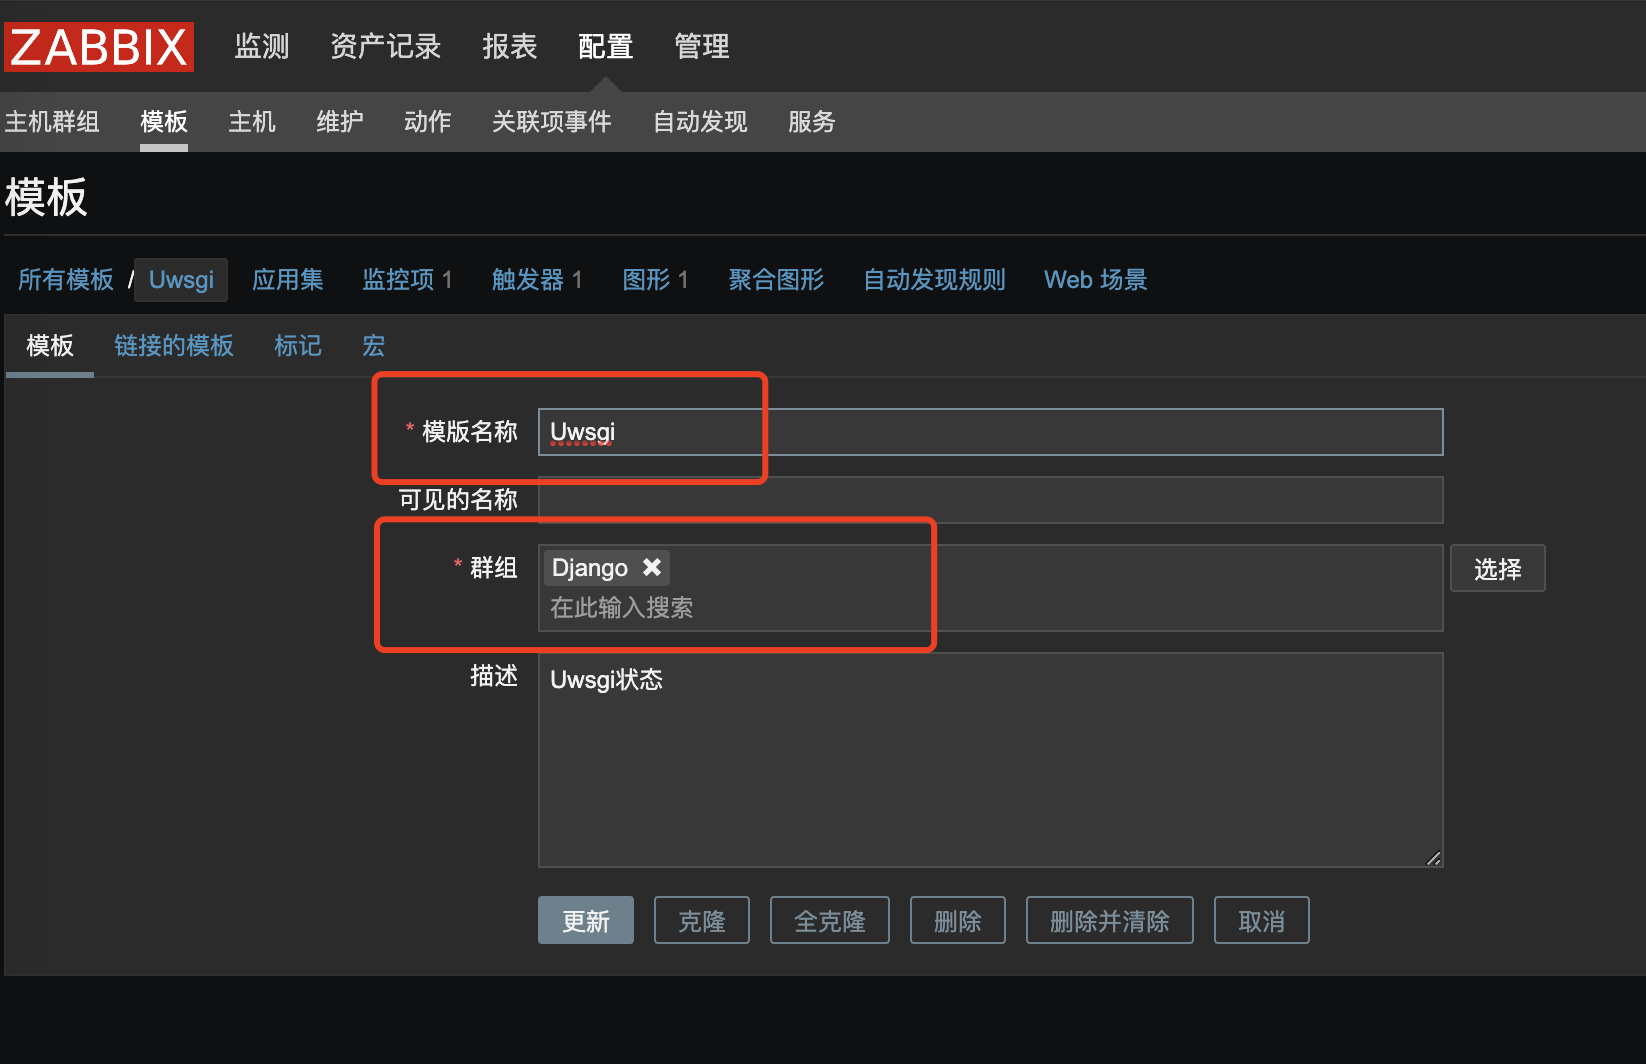 ZABBIX 监测 资产记录 报表 配置 管理
主机群组 模板 主机 维护 动作 关联项事件 自动发现 服务
模板
所有模板 / Uwsgi 应用集 监控项 1 触发器 1 图形 1 聚合图形 自动发现规则 Web 场景
模板 链接的模板 标记 宏
* 模版名称 Uwsgi
可见的名称
* 群组 Django ✖ 选择
在此输入搜索
描述 Uwsgi状态
更新 克隆 全克隆 删除 删除并清除 取消